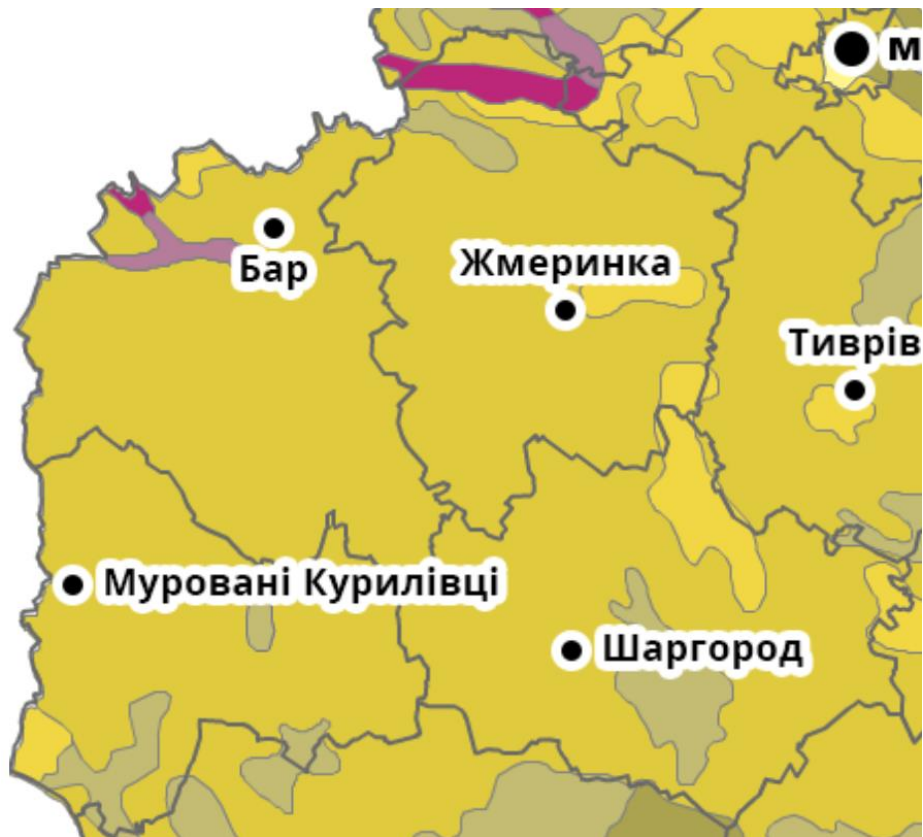 м
Бар
Жмеринка
Тиврів
Муровані Курилівці
Шаргород